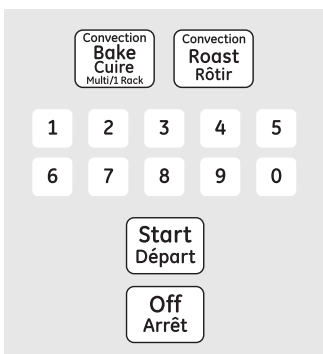 Convection
Bake
Cuire
Multi/1 Rack
Convection
Roast
Rôtir
1 2 3 4 5
6 7 8 9 0
Start
Départ
Off
Arrêt